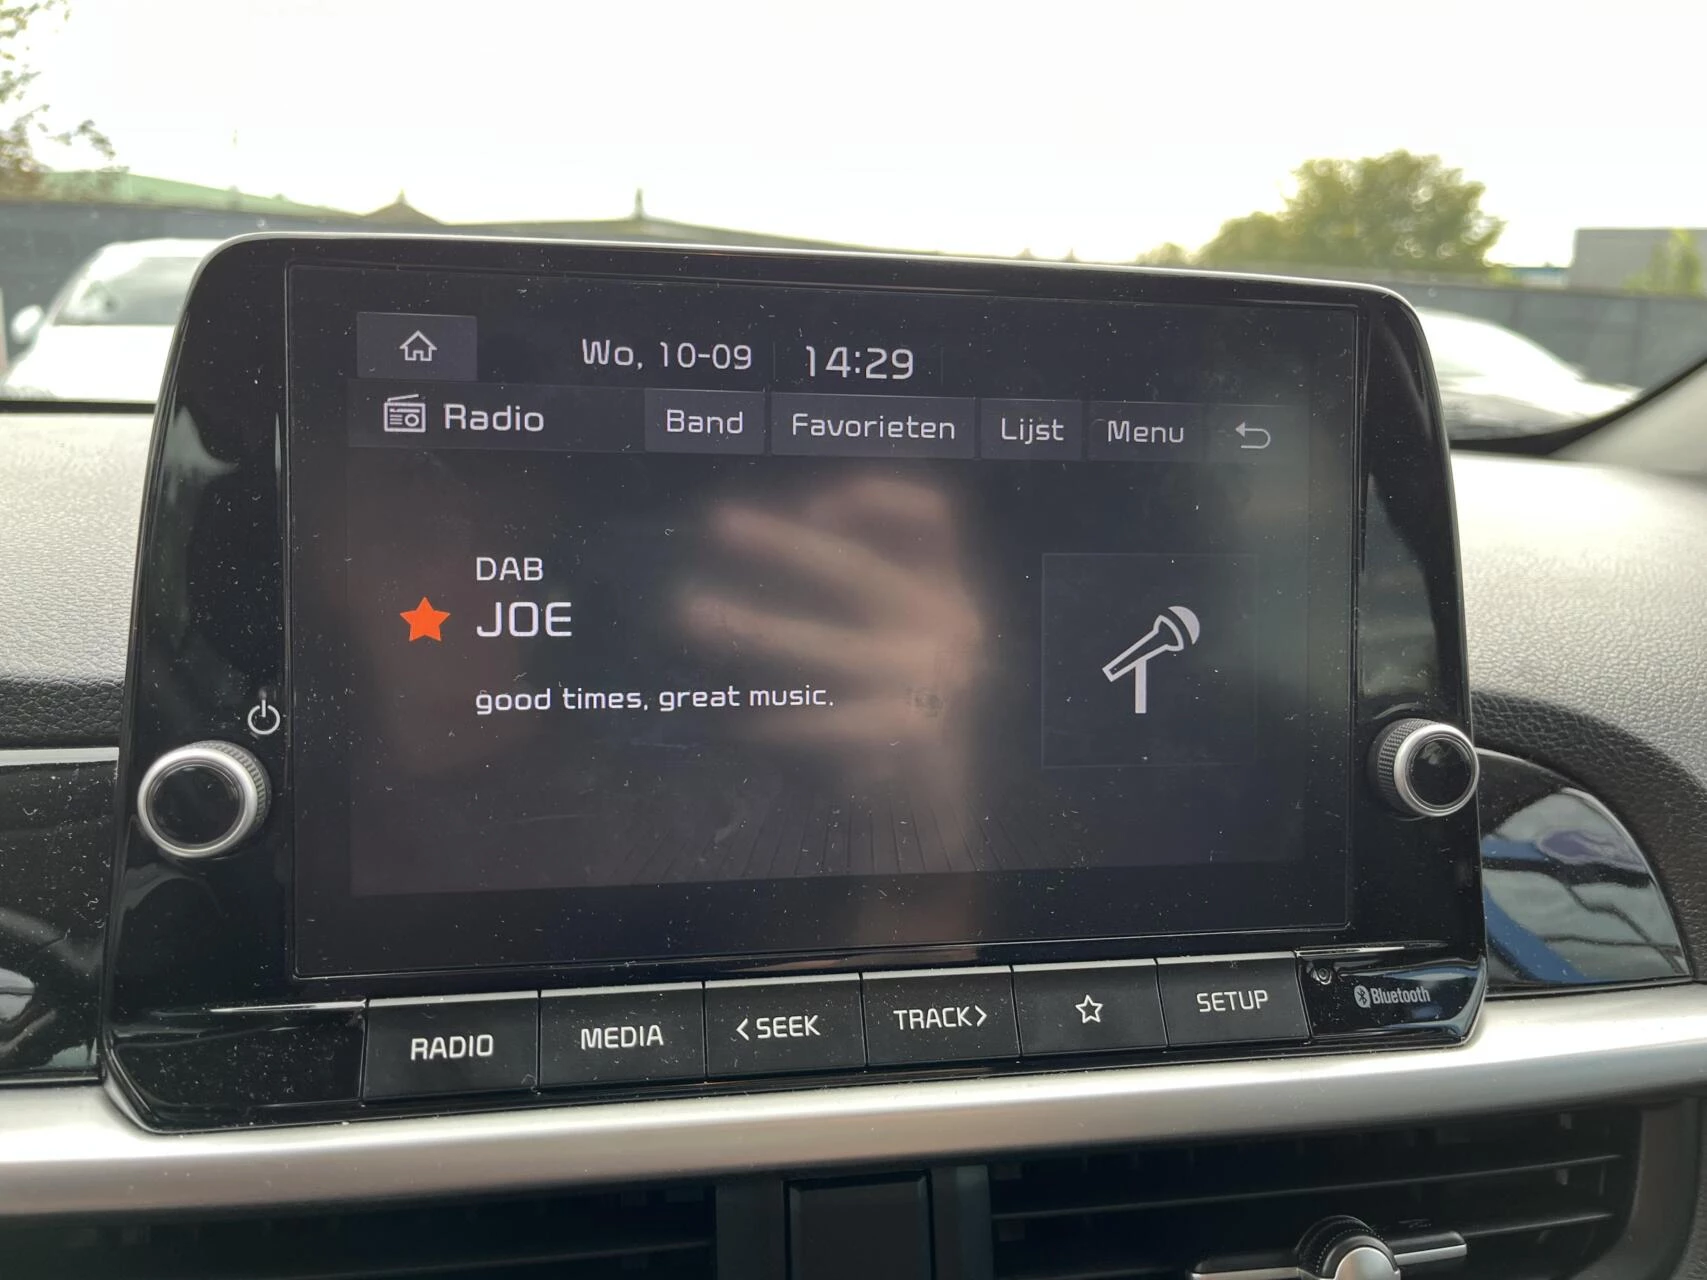 Wo, 10-09 14:29
Radio Band Favorieten Lijst Menu
DAB
JOE
good times, great music.
RADIO MEDIA <SEEK TRACK> SETUP Bluetooth